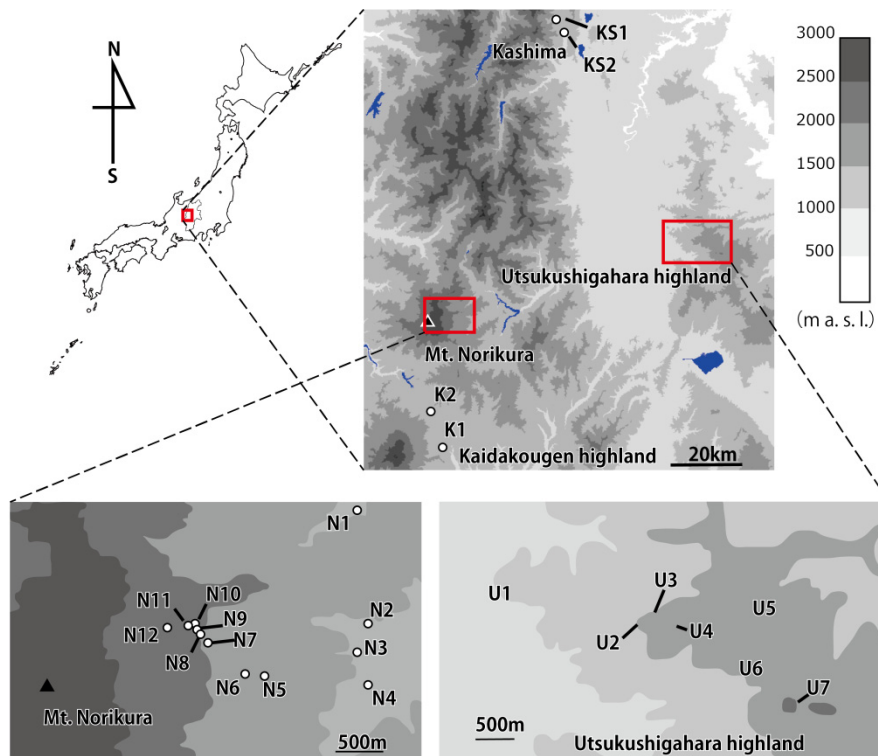 N
S
KS1
Kashima
KS2
Utsukushigahara highland
Mt. Norikura
K2
K1
Kaidakougen highland
20km
3000
2500
2000
1500
1000
500
(m a. s. l.)
N1
N10
N11
N9
N2
N12
N7
N8
N3
N6
N5
N4
Mt. Norikura
500m
U1
U3
U5
U2
U4
U6
U7
500m
Utsukushigahara highland